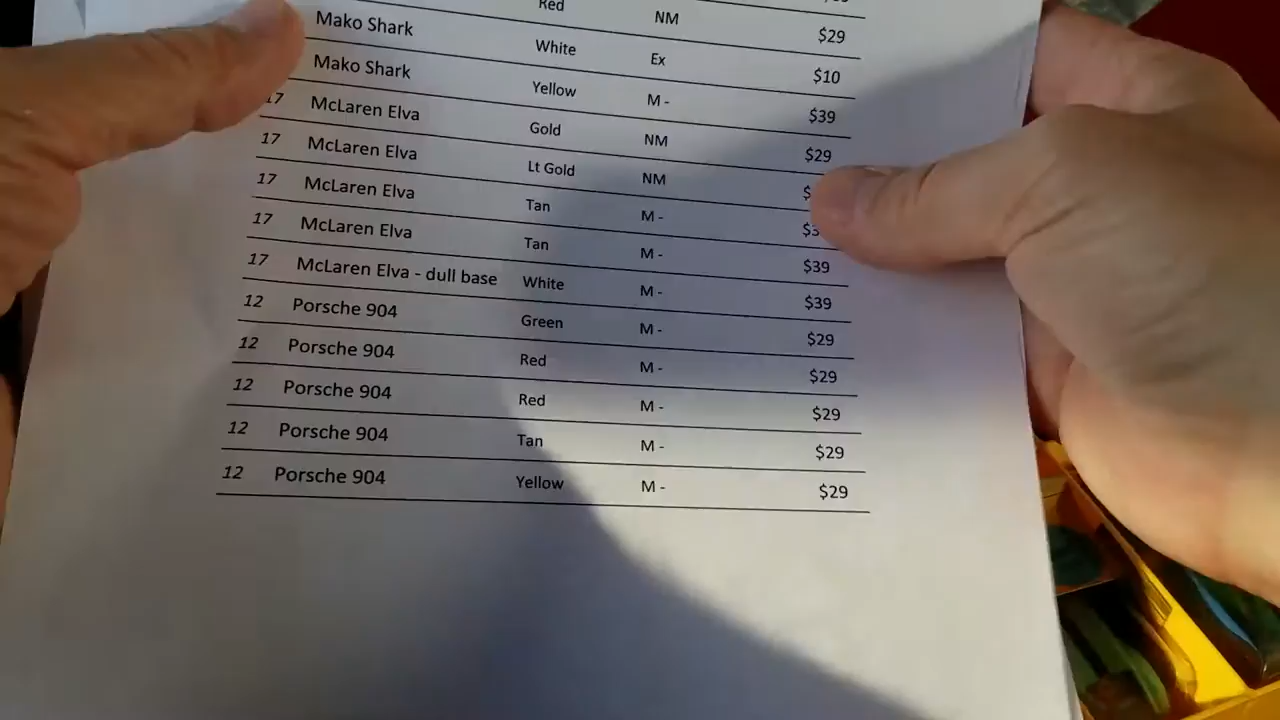 Red NM $29
Mako Shark White Ex $10
Mako Shark Yellow M - $39
17 McLaren Elva Gold NM $29
17 McLaren Elva Lt Gold NM $
17 McLaren Elva Tan M - $3
17 McLaren Elva Tan M - $39
17 McLaren Elva - dull base White M - $39
12 Porsche 904 Green M - $29
12 Porsche 904 Red M - $29
12 Porsche 904 Red M - $29
12 Porsche 904 Tan M - $29
12 Porsche 904 Yellow M - $29